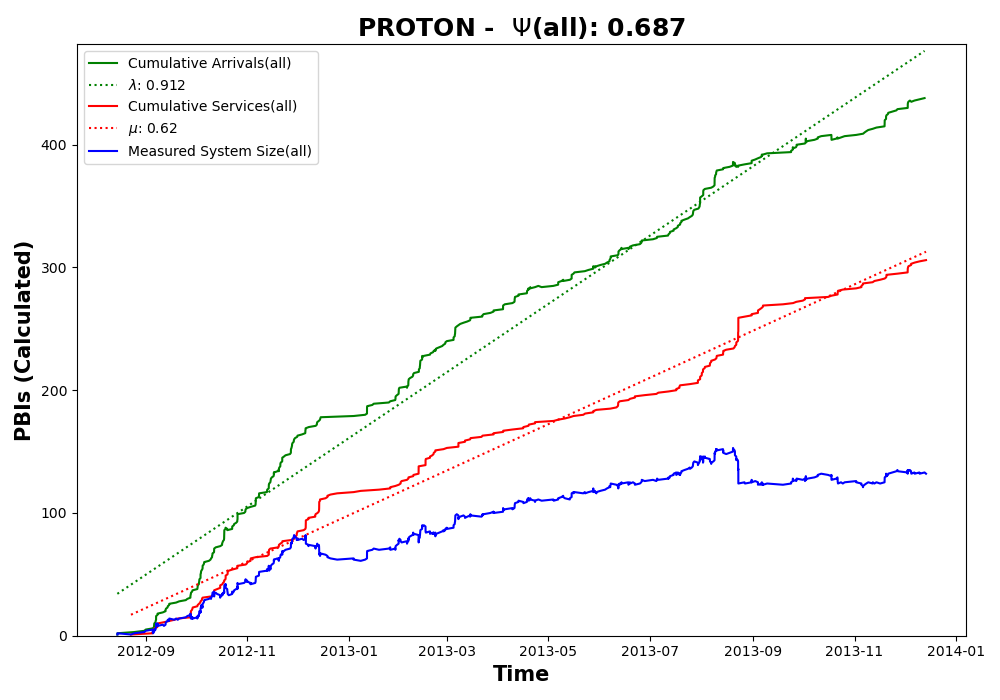 PROTON - Ψ(all): 0.687
Cumulative Arrivals(all)
λ: 0.912
Cumulative Services(all)
μ: 0.62
Measured System Size(all)
PBIs (Calculated)
400
300
200
100
0
2012-09 2012-11 2013-01 2013-03 2013-05 2013-07 2013-09 2013-11 2014-01
Time